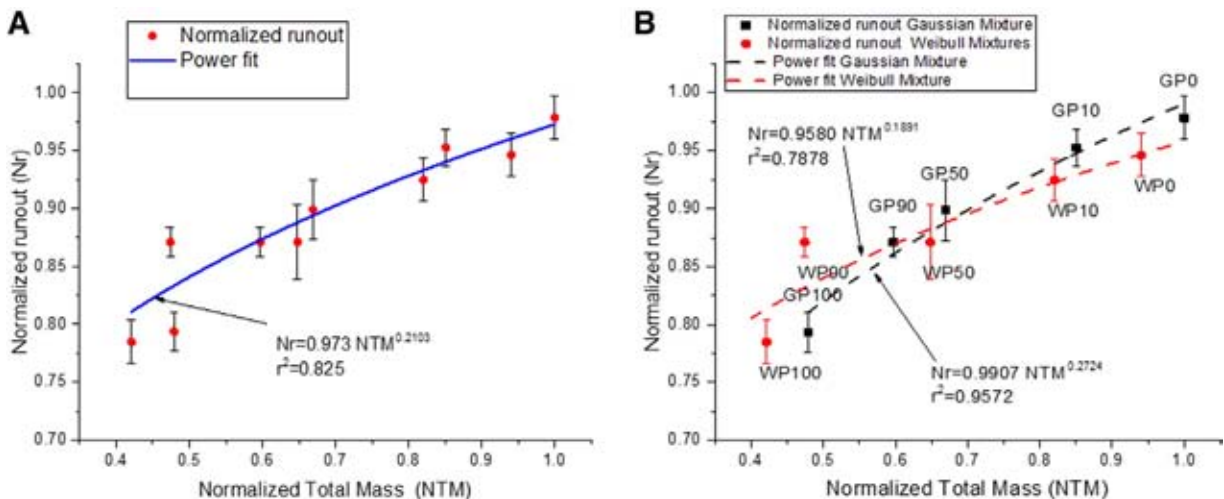 A
Normalized runout
Power fit
Normalized runout (Nr)
1.00
0.95
0.90
0.85
0.80
0.75
0.70
Nr=0.973 NTM^0.2103
r²=0.825
0.4 0.5 0.6 0.7 0.8 0.9 1.0
Normalized Total Mass (NTM)
B
Normalized runout Gaussian Mixture
Normalized runout Weibull Mixtures
Power fit Gaussian Mixture
Power fit Weibull Mixture
Normalized runout (Nr)
1.00
0.95
0.90
0.85
0.80
0.75
0.70
GP0
GP10
Nr=0.9580 NTM^0.1891
r²=0.7878
GP50
WP0
GP90
WP10
WP90
WP50
GP100
WP100
Nr=0.9907 NTM^0.2724
r²=0.9572
0.4 0.5 0.6 0.7 0.8 0.9 1.0
Normalized Total Mass (NTM)